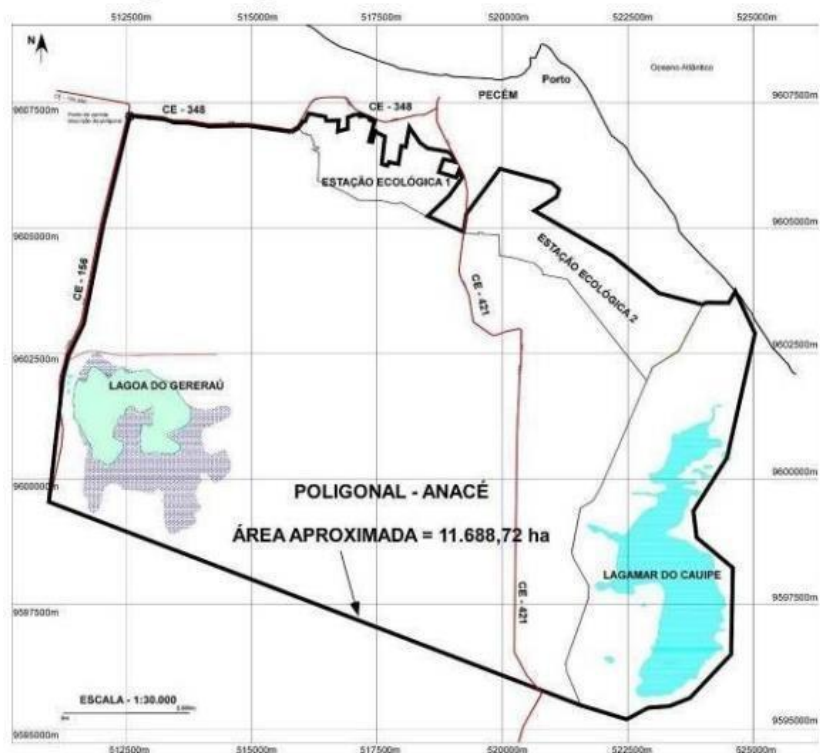 512500m 515000m 517500m 520000m 522500m 525000m
N
Porto
Oceano Atlântico
PECÉM
9607500m
9607500m
CE - 348
CE - 348
ESTAÇÃO ECOLÓGICA 1
9605000m
9605000m
ESTAÇÃO ECOLÓGICA 2
CE - 156
CE - 421
9602500m
9602500m
LAGOA DO GERERAÚ
9600000m
9600000m
POLIGONAL - ANACÉ
ÁREA APROXIMADA = 11.688,72 ha
LAGAMAR DO CAUIPE
9597500m
9597500m
CE - 421
ESCALA - 1:30.000
9595000m
9595000m
512500m 515000m 517500m 520000m 522500m 525000m